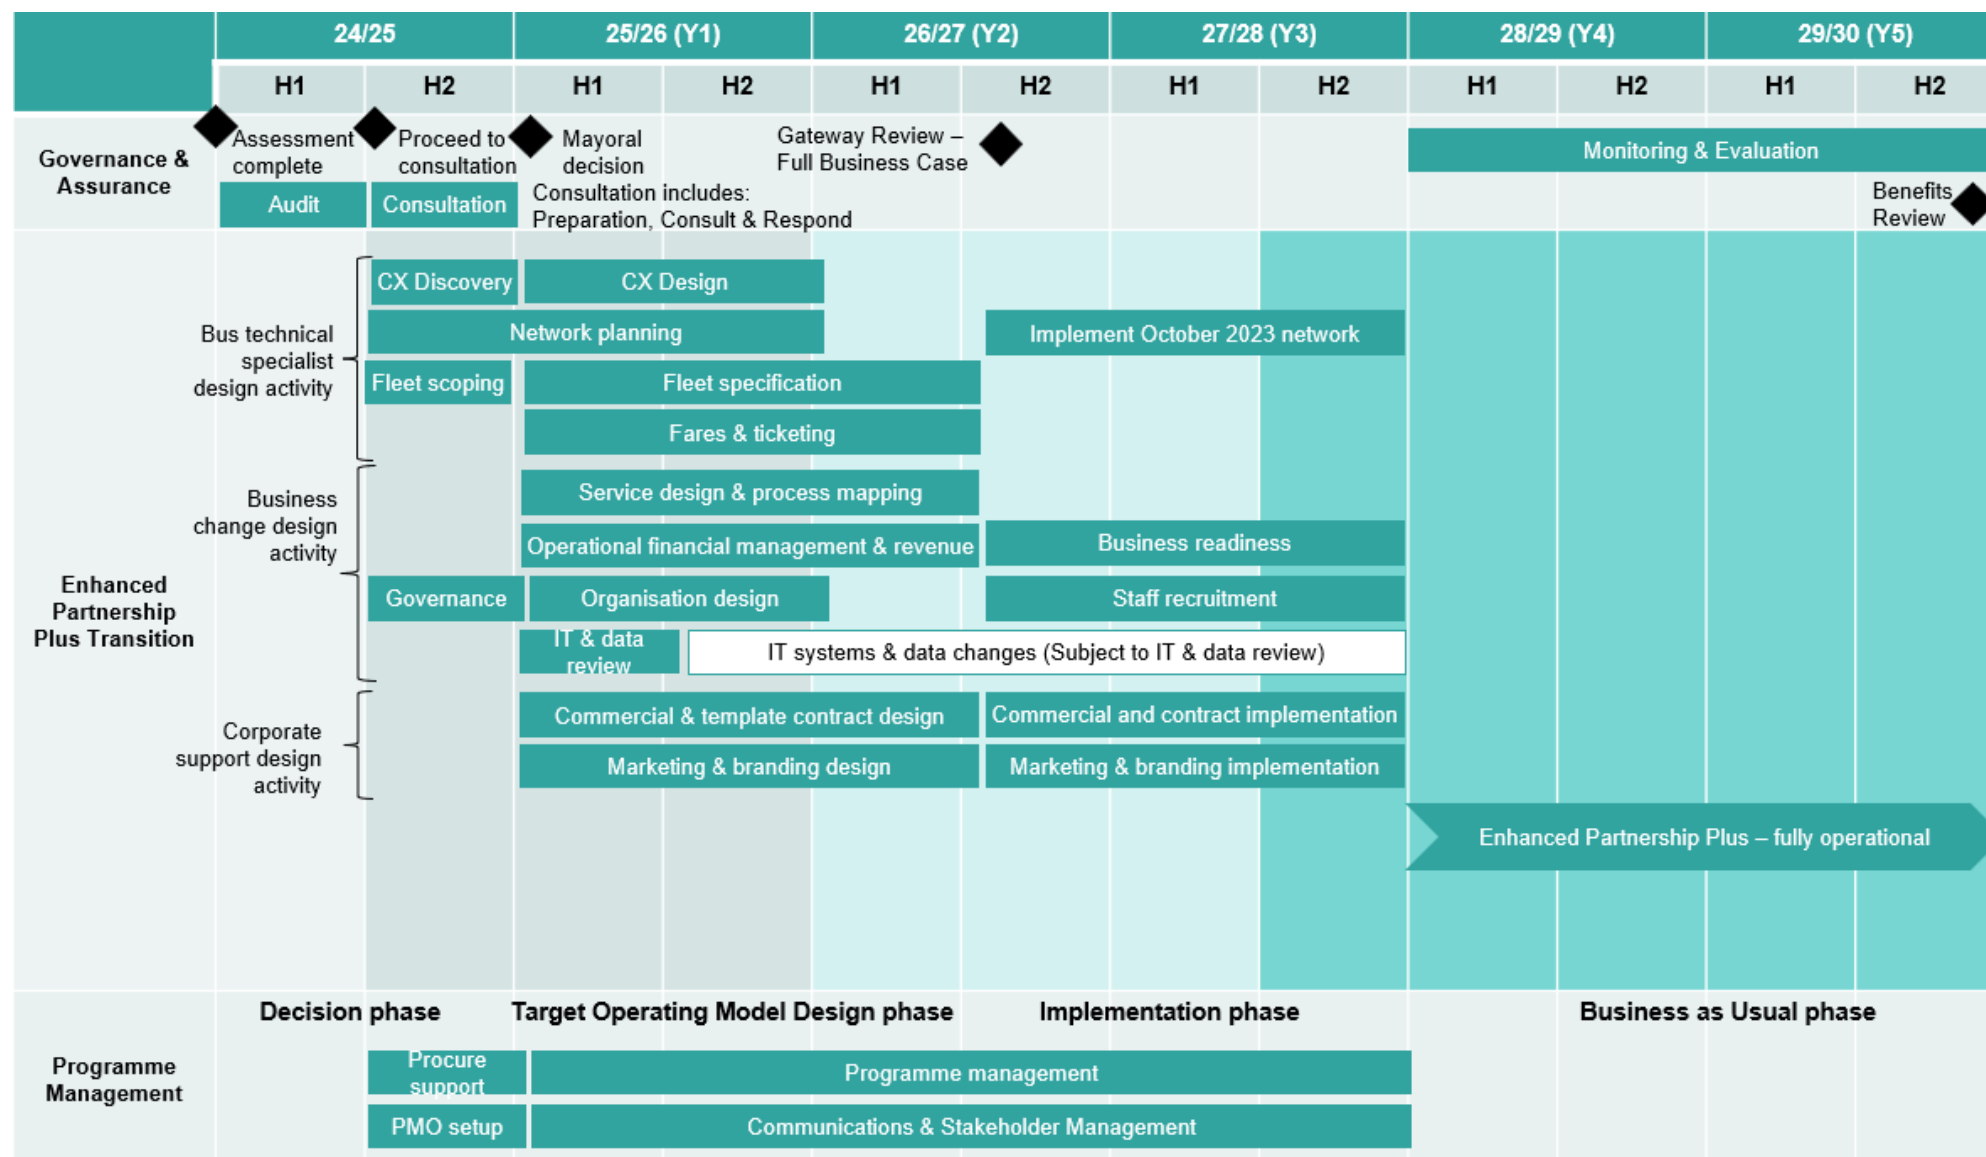 24/25
25/26 (Y1)
26/27 (Y2)
27/28 (Y3)
28/29 (Y4)
29/30 (Y5)
H1
H2
H1
H2
H1
H2
H1
H2
H1
H2
H1
H2
Governance &
Assurance
Assessment
complete
Proceed to
consultation
Mayoral
decision
Gateway Review –
Full Business Case
Monitoring & Evaluation
Audit
Consultation
Consultation includes:
Preparation, Consult & Respond
Benefits
Review
Enhanced
Partnership
Plus Transition
Bus technical
specialist
design activity
CX Discovery
CX Design
Network planning
Implement October 2023 network
Fleet scoping
Fleet specification
Fares & ticketing
Business
change design
activity
Service design & process mapping
Operational financial management & revenue
Business readiness
Governance
Organisation design
Staff recruitment
IT & data
review
IT systems & data changes (Subject to IT & data review)
Corporate
support design
activity
Commercial & template contract design
Commercial and contract implementation
Marketing & branding design
Marketing & branding implementation
Enhanced Partnership Plus – fully operational
Decision phase
Target Operating Model Design phase
Implementation phase
Business as Usual phase
Programme
Management
Procure
support
Programme management
PMO setup
Communications & Stakeholder Management